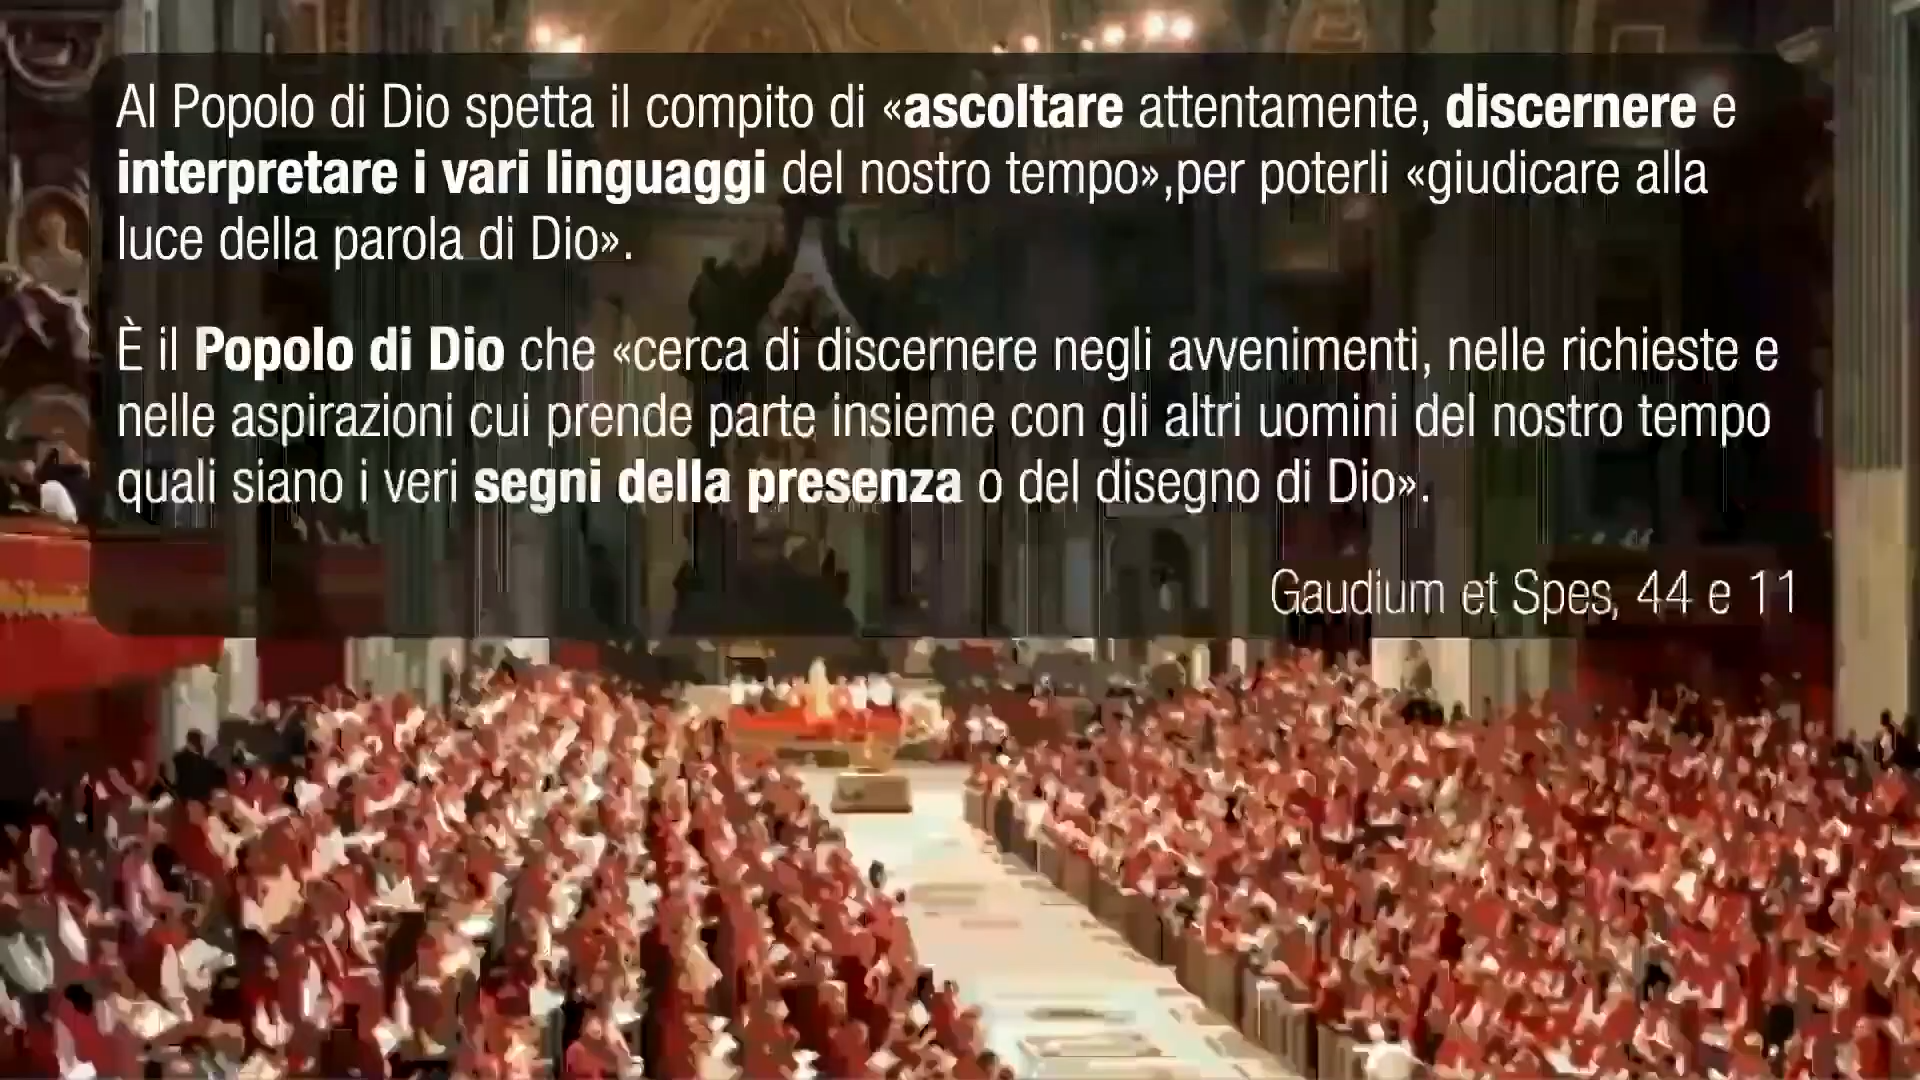 Al Popolo di Dio spetta il compito di «ascoltare attentamente, discernere e
interpretare i vari linguaggi del nostro tempo»,per poterli «giudicare alla
luce della parola di Dio».
È il Popolo di Dio che «cerca di discernere negli avvenimenti, nelle richieste e
nelle aspirazioni cui prende parte insieme con gli altri uomini del nostro tempo
quali siano i veri segni della presenza o del disegno di Dio».
Gaudium et Spes, 44 e 11